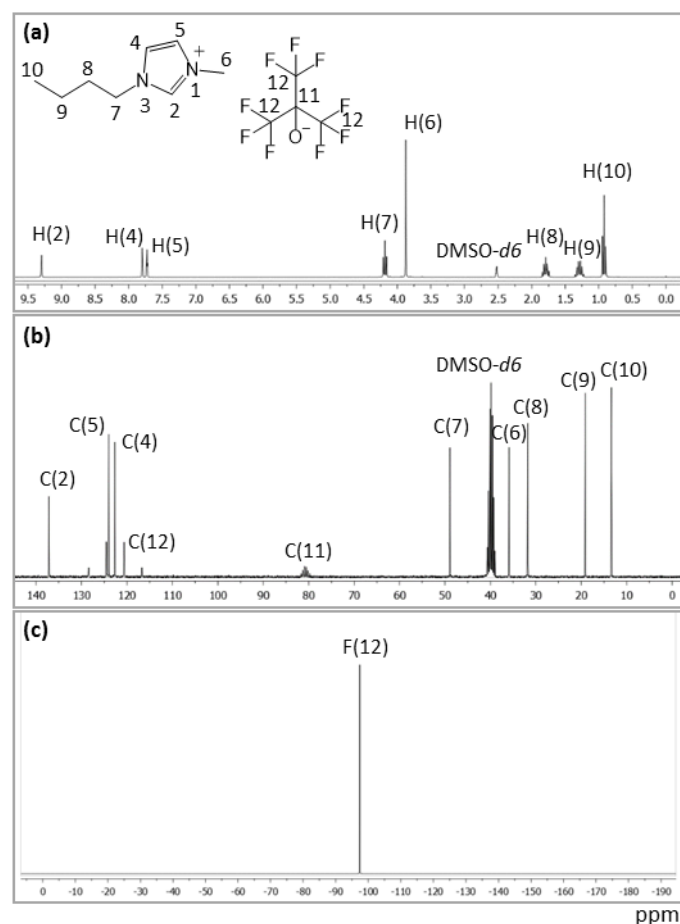 (a)
F
F F
4 5
6
10 8
+
12
11
12 12
N N
9
7 3 2 1
F F
F F
O−
F F
H(6)
H(10)
H(7)
H(2)
H(4)
H(5)
DMSO-d6
H(8)
H(9)
9.5 9.0 8.5 8.0 7.5 7.0 6.5 6.0 5.5 5.0 4.5 4.0 3.5 3.0 2.5 2.0 1.5 1.0 0.5 0.0
(b)
DMSO-d6
C(9) C(10)
C(5)
C(4)
C(7)
C(6)
C(8)
C(2)
C(12)
C(11)
140 130 120 110 100 90 80 70 60 50 40 30 20 10 0
(c)
F(12)
0 -10 -20 -30 -40 -50 -60 -70 -80 -90 -100 -110 -120 -130 -140 -150 -160 -170 -180 -190
ppm